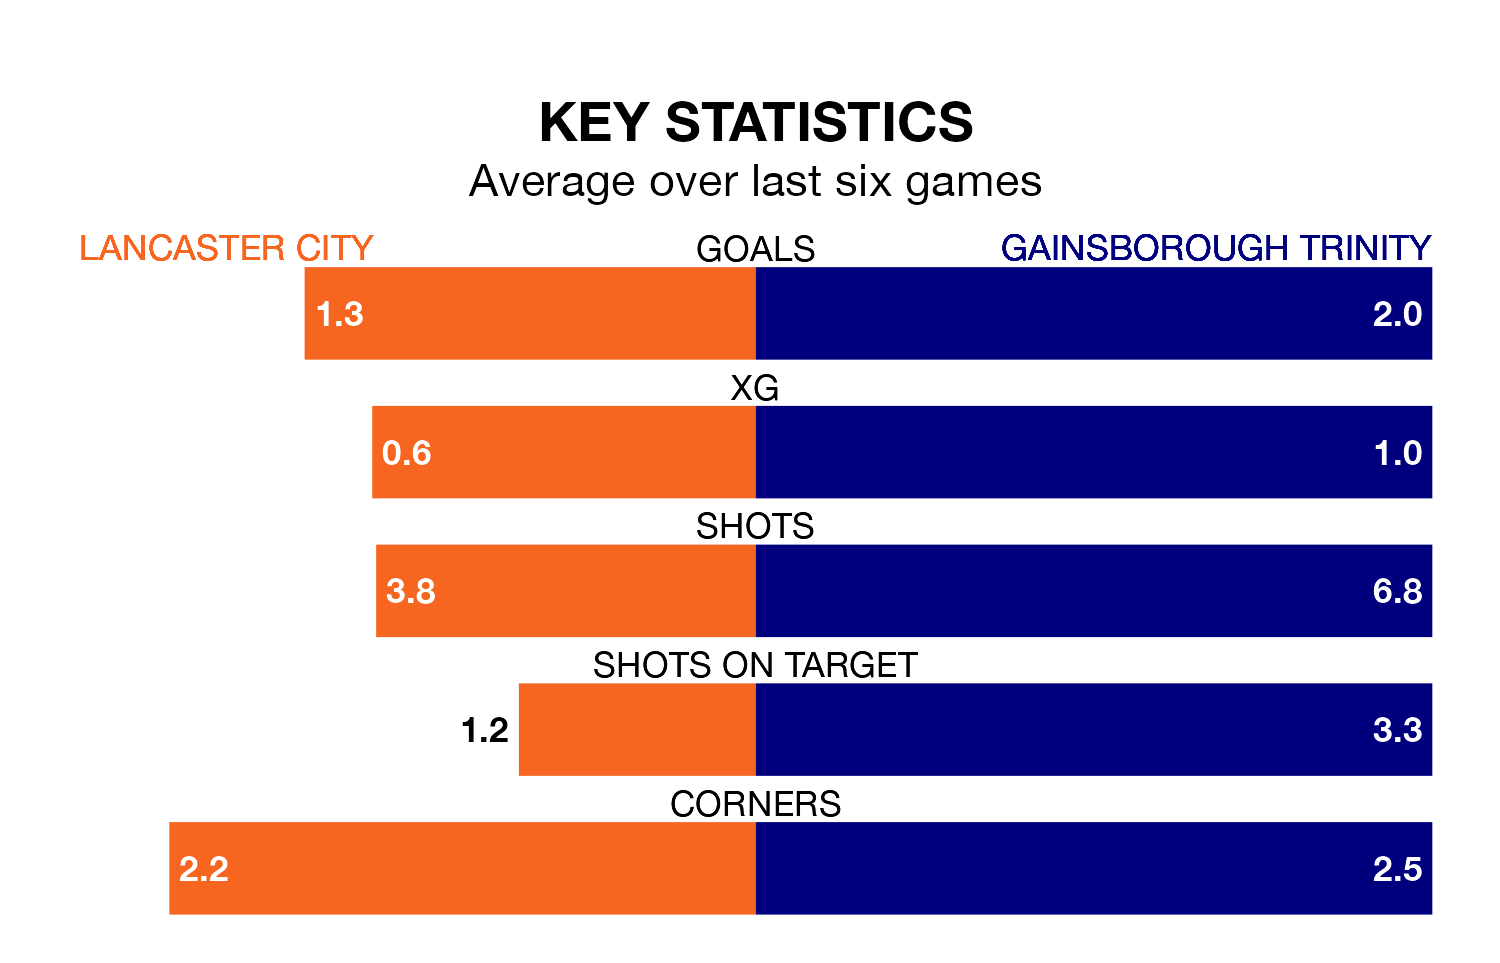 KEY STATISTICS
Average over last six games
LANCASTER CITY GOALS GAINSBOROUGH TRINITY
1.3 2.0
XG
0.6 1.0
SHOTS
3.8 6.8
SHOTS ON TARGET
1.2 3.3
CORNERS
2.2 2.5